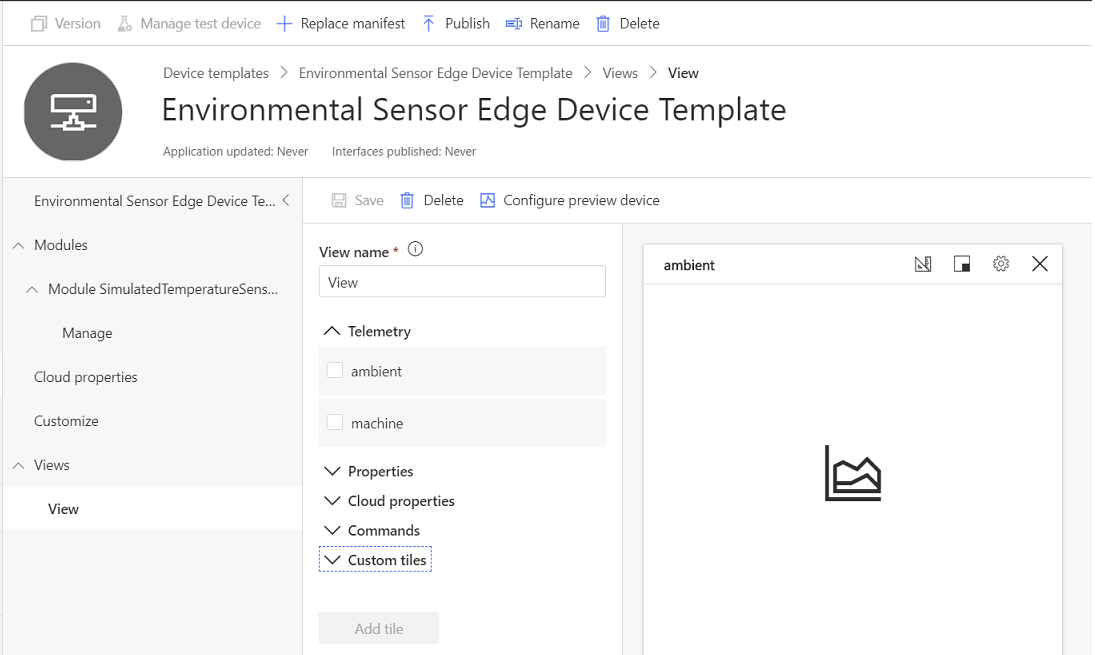 Version Manage test device Replace manifest Publish Rename Delete
Device templates > Environmental Sensor Edge Device Template > Views > View
Environmental Sensor Edge Device Template
Application updated: Never Interfaces published: Never
Environmental Sensor Edge Device Te...
Modules
Module SimulatedTemperatureSens...
Manage
Cloud properties
Customize
Views
View
Save Delete Configure preview device
View name *
View
Telemetry
ambient
machine
Properties
Cloud properties
Commands
Custom tiles
Add tile
ambient